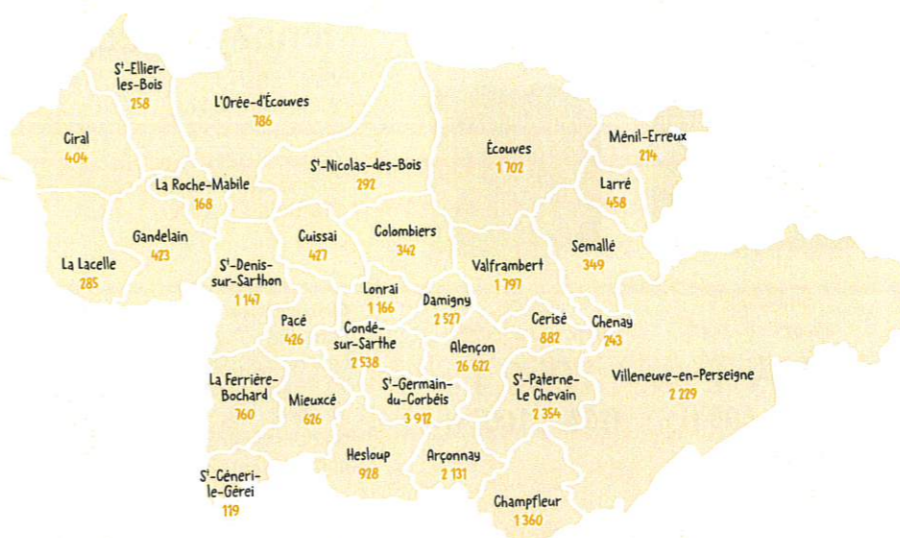 Sᵗ-Ellier-
les-Bois
258
L'Orée-d'Écouves
786
Ciral
404
Sᵗ-Nicolas-des-Bois
292
Écouves
1 702
Ménil-Erreux
214
La Roche-Mabile
168
Larré
458
Gandelain
423
Cuissai
427
Colombiers
342
Semallé
349
La Lacelle
285
Sᵗ-Denis-
sur-Sarthon
1 147
Valframbert
1 797
Lonrai
1 166
Damigny
2 527
Pacé
426
Condé-
sur-Sarthe
2 538
Cerisé
882
Chenay
243
Alençon
26 622
La Ferrière-
Bochard
760
Mieuxcé
626
Sᵗ-Germain-
du-Corbéis
3 912
Sᵗ-Paterne-
Le Chevain
2 354
Villeneuve-en-Perseigne
2 229
Hesloup
928
Arçonnay
2 131
Sᵗ-Céneri-
le-Gérei
119
Champfleur
1 360